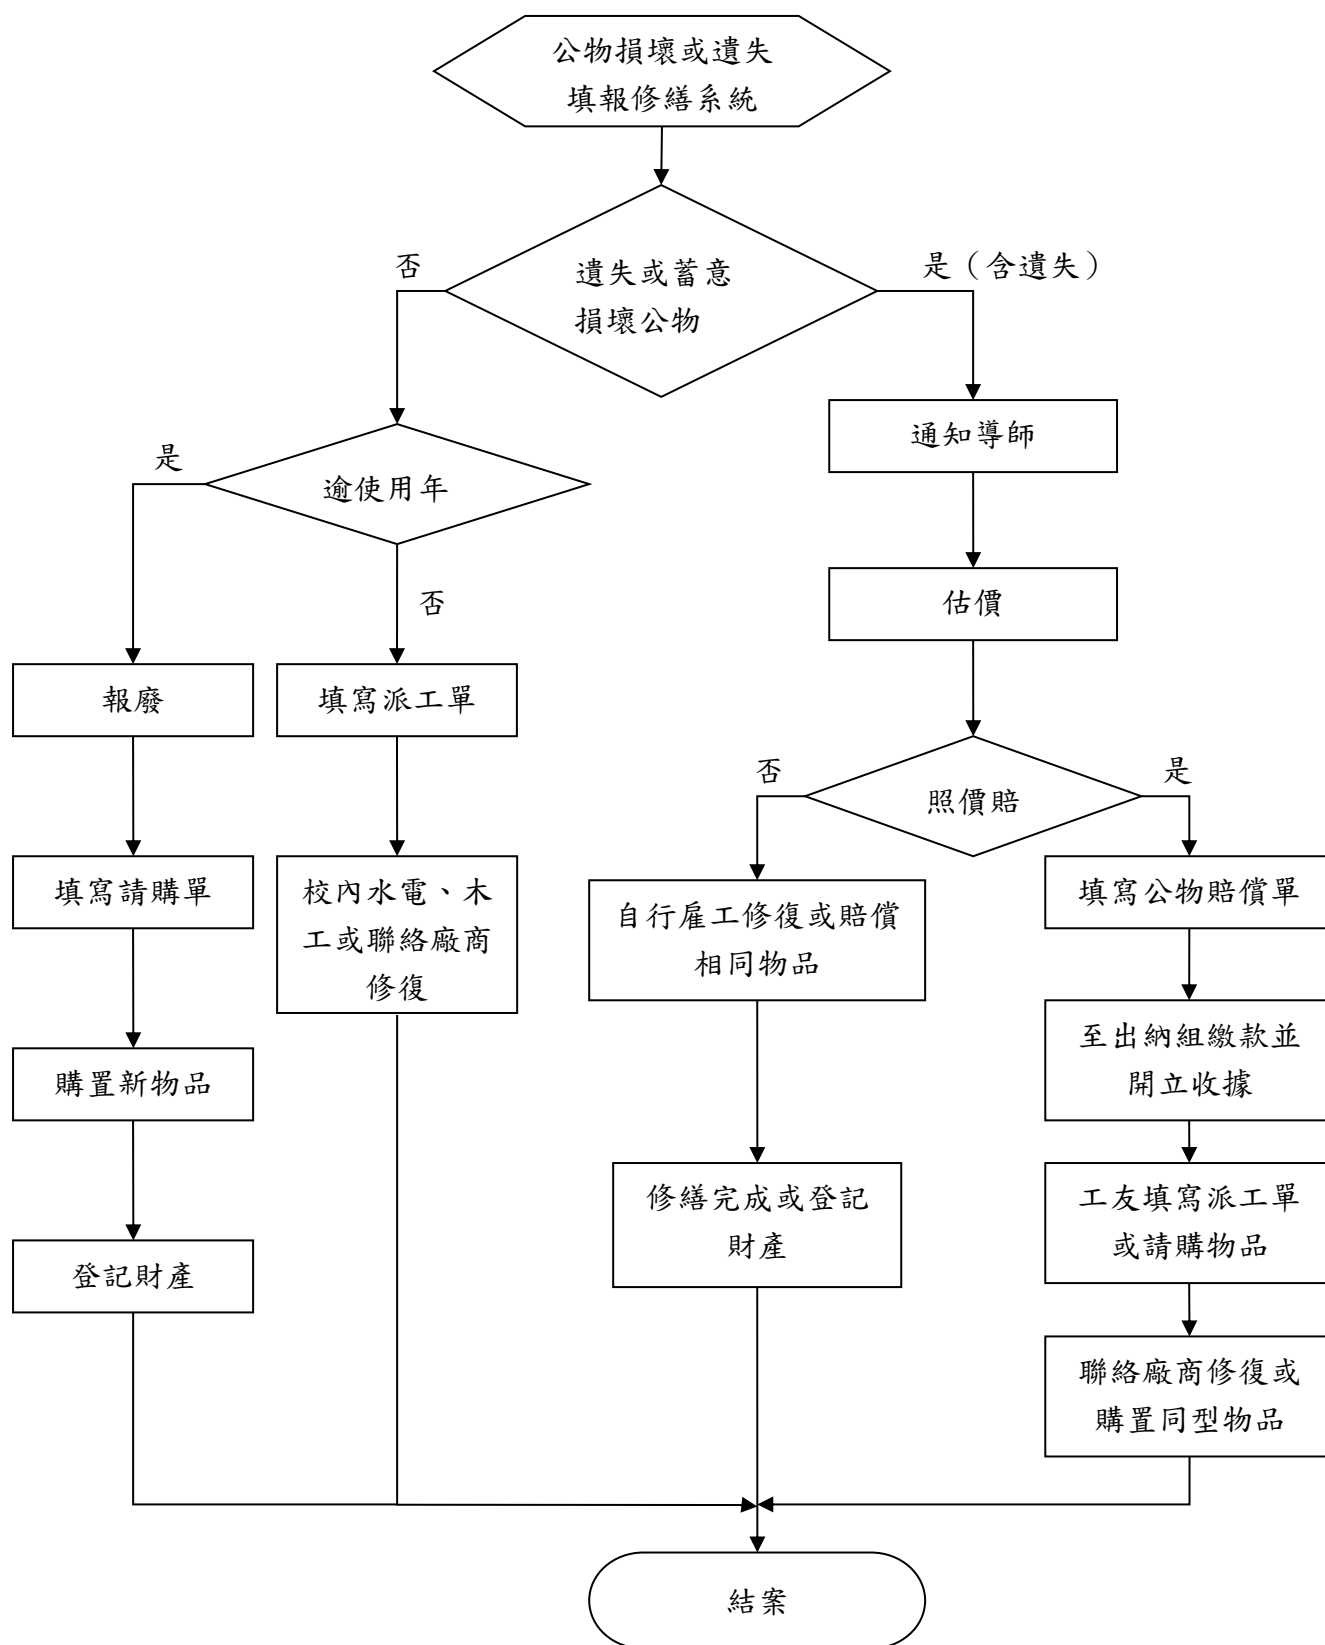 公物損壞或遺失
填報修繕系統
否
是（含遺失）
遺失或蓄意
損壞公物
通知導師
是
逾使用年
否
估價
報廢
填寫派工單
否
是
照價賠
填寫請購單
校內水電、木
工或聯絡廠商
修復
自行雇工修復或賠償
相同物品
填寫公物賠償單
購置新物品
至出納組繳款並
開立收據
修繕完成或登記
財產
工友填寫派工單
或請購物品
登記財產
聯絡廠商修復或
購置同型物品
結案